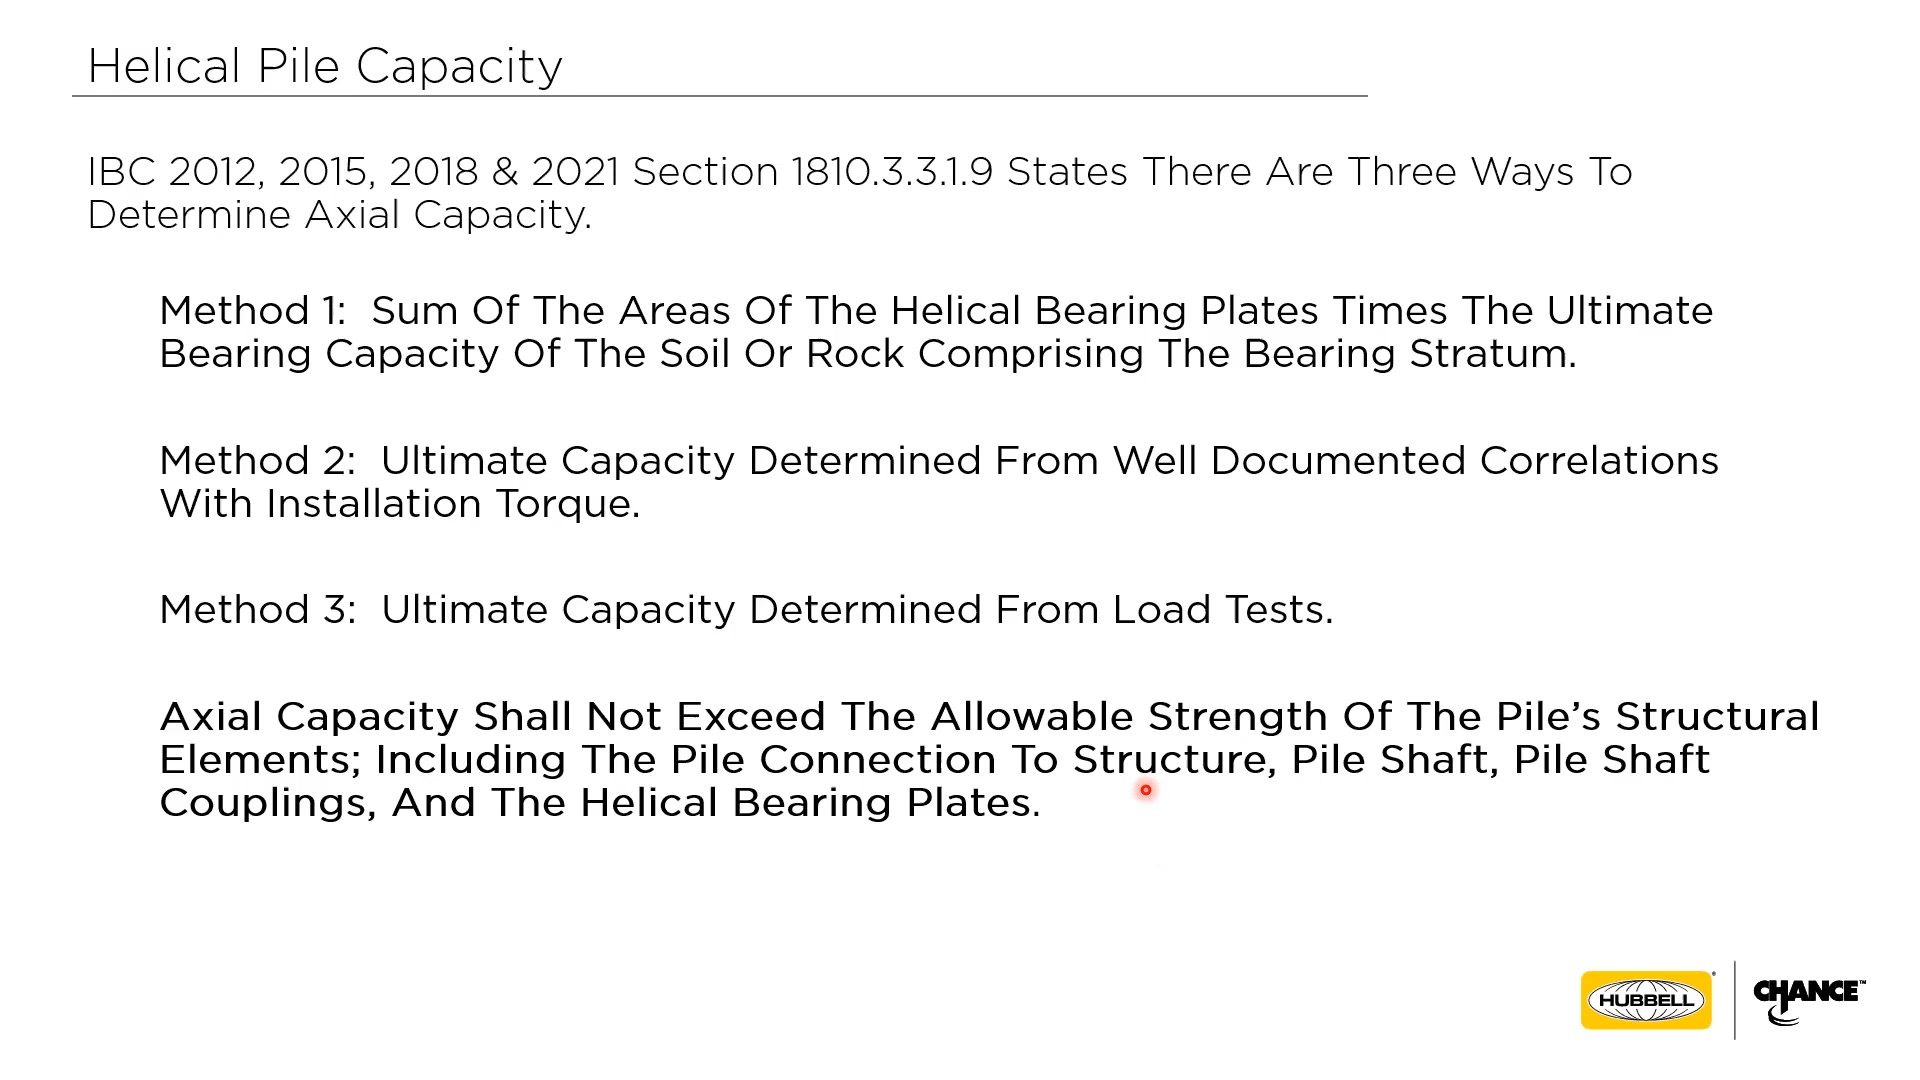 Helical Pile Capacity
IBC 2012, 2015, 2018 & 2021 Section 1810.3.3.1.9 States There Are Three Ways To
Determine Axial Capacity.
Method 1:  Sum Of The Areas Of The Helical Bearing Plates Times The Ultimate
Bearing Capacity Of The Soil Or Rock Comprising The Bearing Stratum.
Method 2:  Ultimate Capacity Determined From Well Documented Correlations
With Installation Torque.
Method 3:  Ultimate Capacity Determined From Load Tests.
Axial Capacity Shall Not Exceed The Allowable Strength Of The Pile’s Structural
Elements; Including The Pile Connection To Structure, Pile Shaft, Pile Shaft
Couplings, And The Helical Bearing Plates.
HUBBELL® CHANCE™